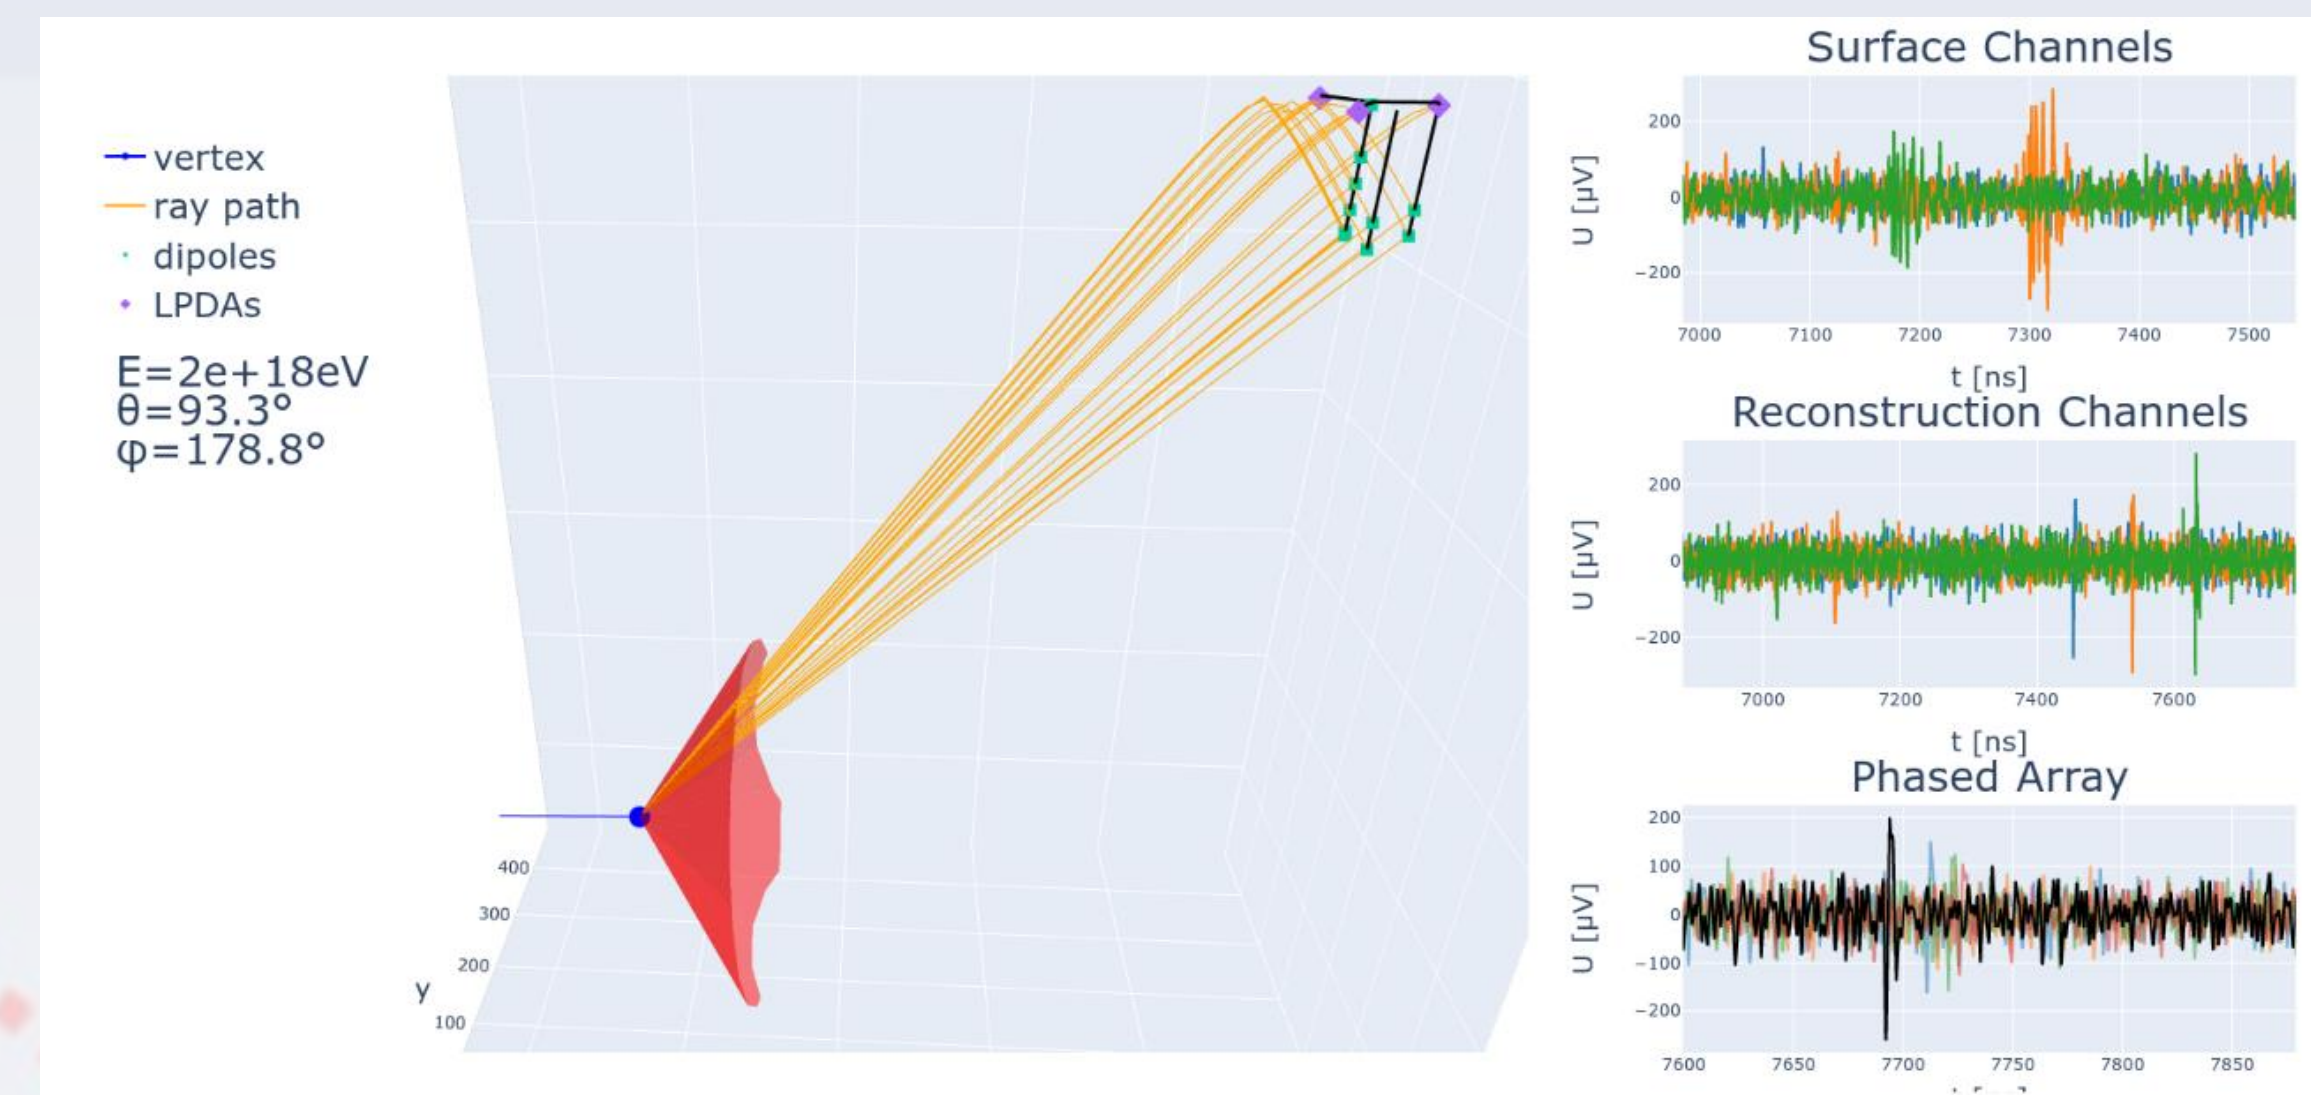 vertex
ray path
dipoles
LPDAs
E=2e+18eV
θ=93.3°
φ=178.8°
400
300
200
100
y
Surface Channels
200
0
−200
U [μV]
7000 7100 7200 7300 7400 7500
t [ns]
Reconstruction Channels
200
0
−200
U [μV]
7000 7200 7400 7600
t [ns]
Phased Array
200
100
0
−100
−200
U [μV]
7600 7650 7700 7750 7800 7850